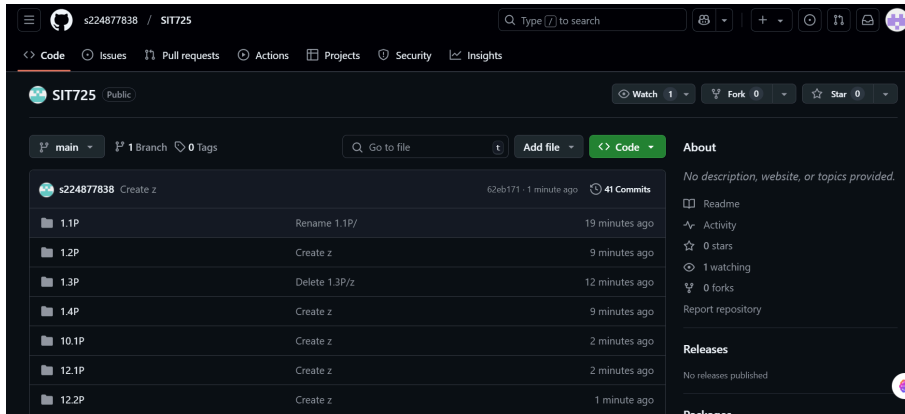 s224877838 / SIT725
Type / to search
Code Issues Pull requests Actions Projects Security Insights
SIT725 Public
Watch 1 Fork 0 Star 0
main 1 Branch 0 Tags Go to file t Add file Code
s224877838 Create z 62eb171 · 1 minute ago 41 Commits
1.1P Rename 1.1P/ 19 minutes ago
1.2P Create z 9 minutes ago
1.3P Delete 1.3P/z 12 minutes ago
1.4P Create z 9 minutes ago
10.1P Create z 2 minutes ago
12.1P Create z 2 minutes ago
12.2P Create z 1 minute ago
About
No description, website, or topics provided.
Readme
Activity
0 stars
1 watching
0 forks
Report repository
Releases
No releases published